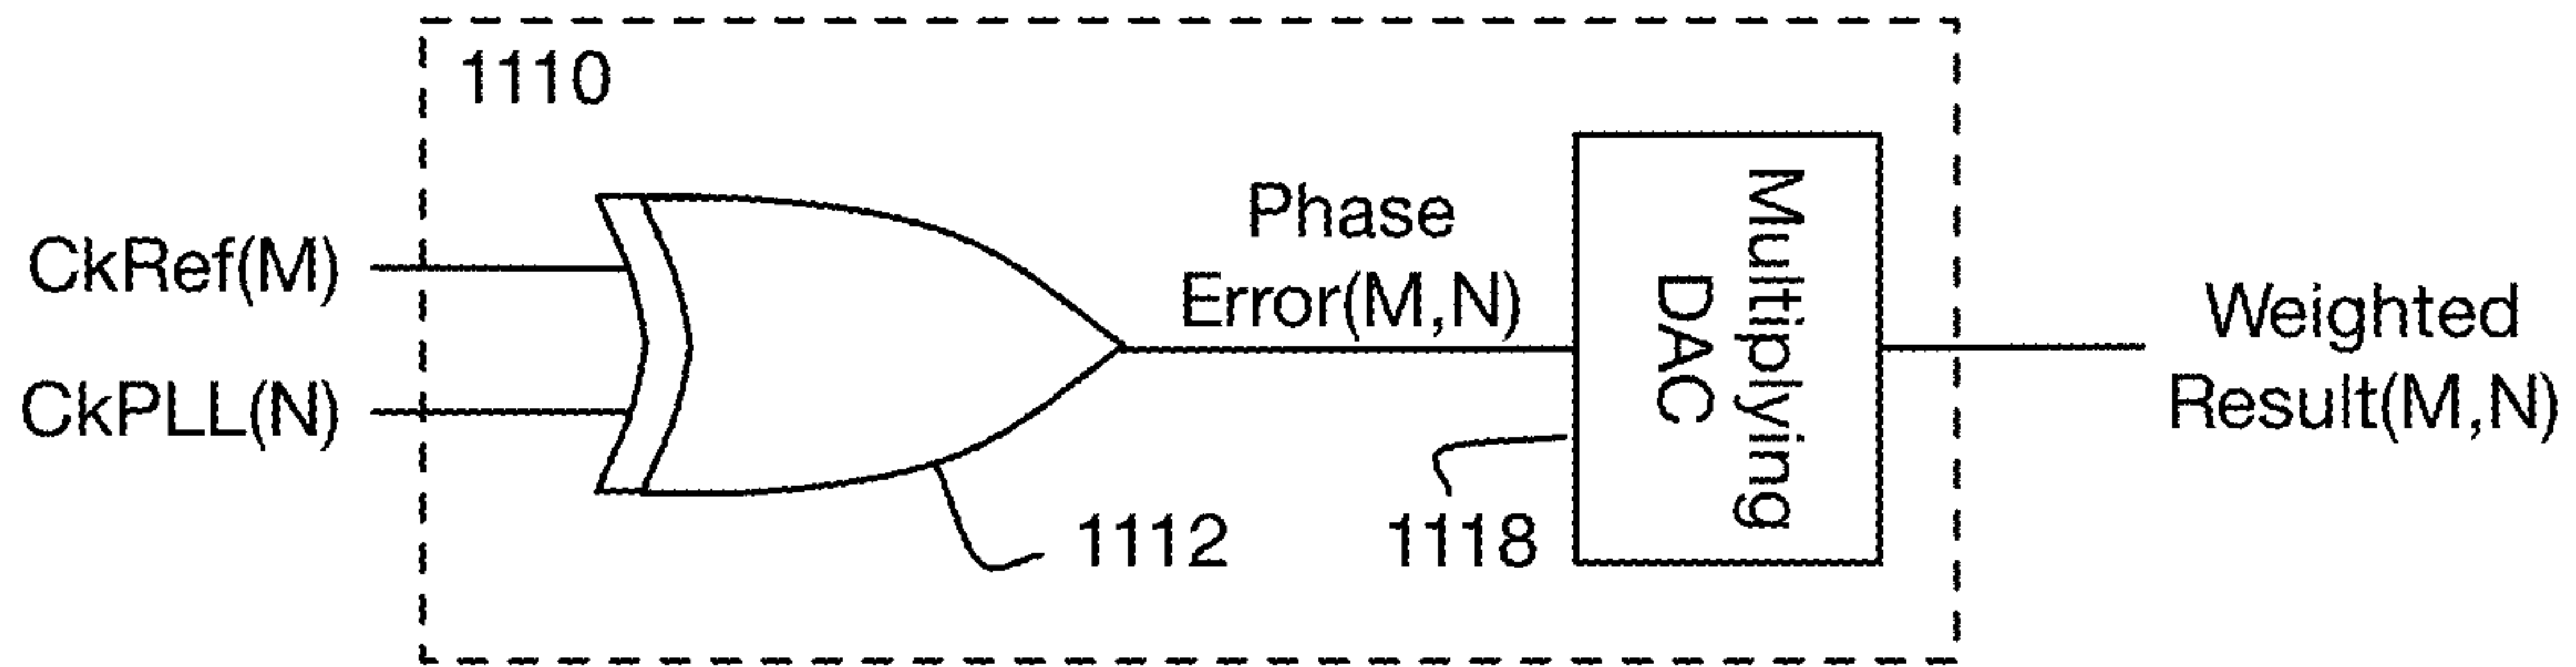 1110
CkRef(M)
CkPLL(N)
Phase
Error(M,N)
1112
1118
Multiplying
DAC
Weighted
Result(M,N)